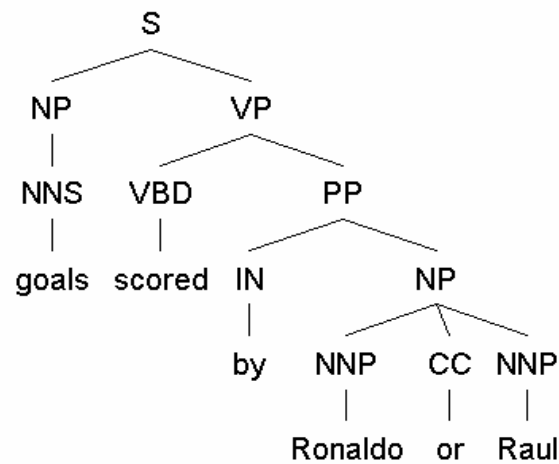 S
NP VP
NNS VBD PP
goals scored IN NP
by NNP CC NNP
Ronaldo or Raul